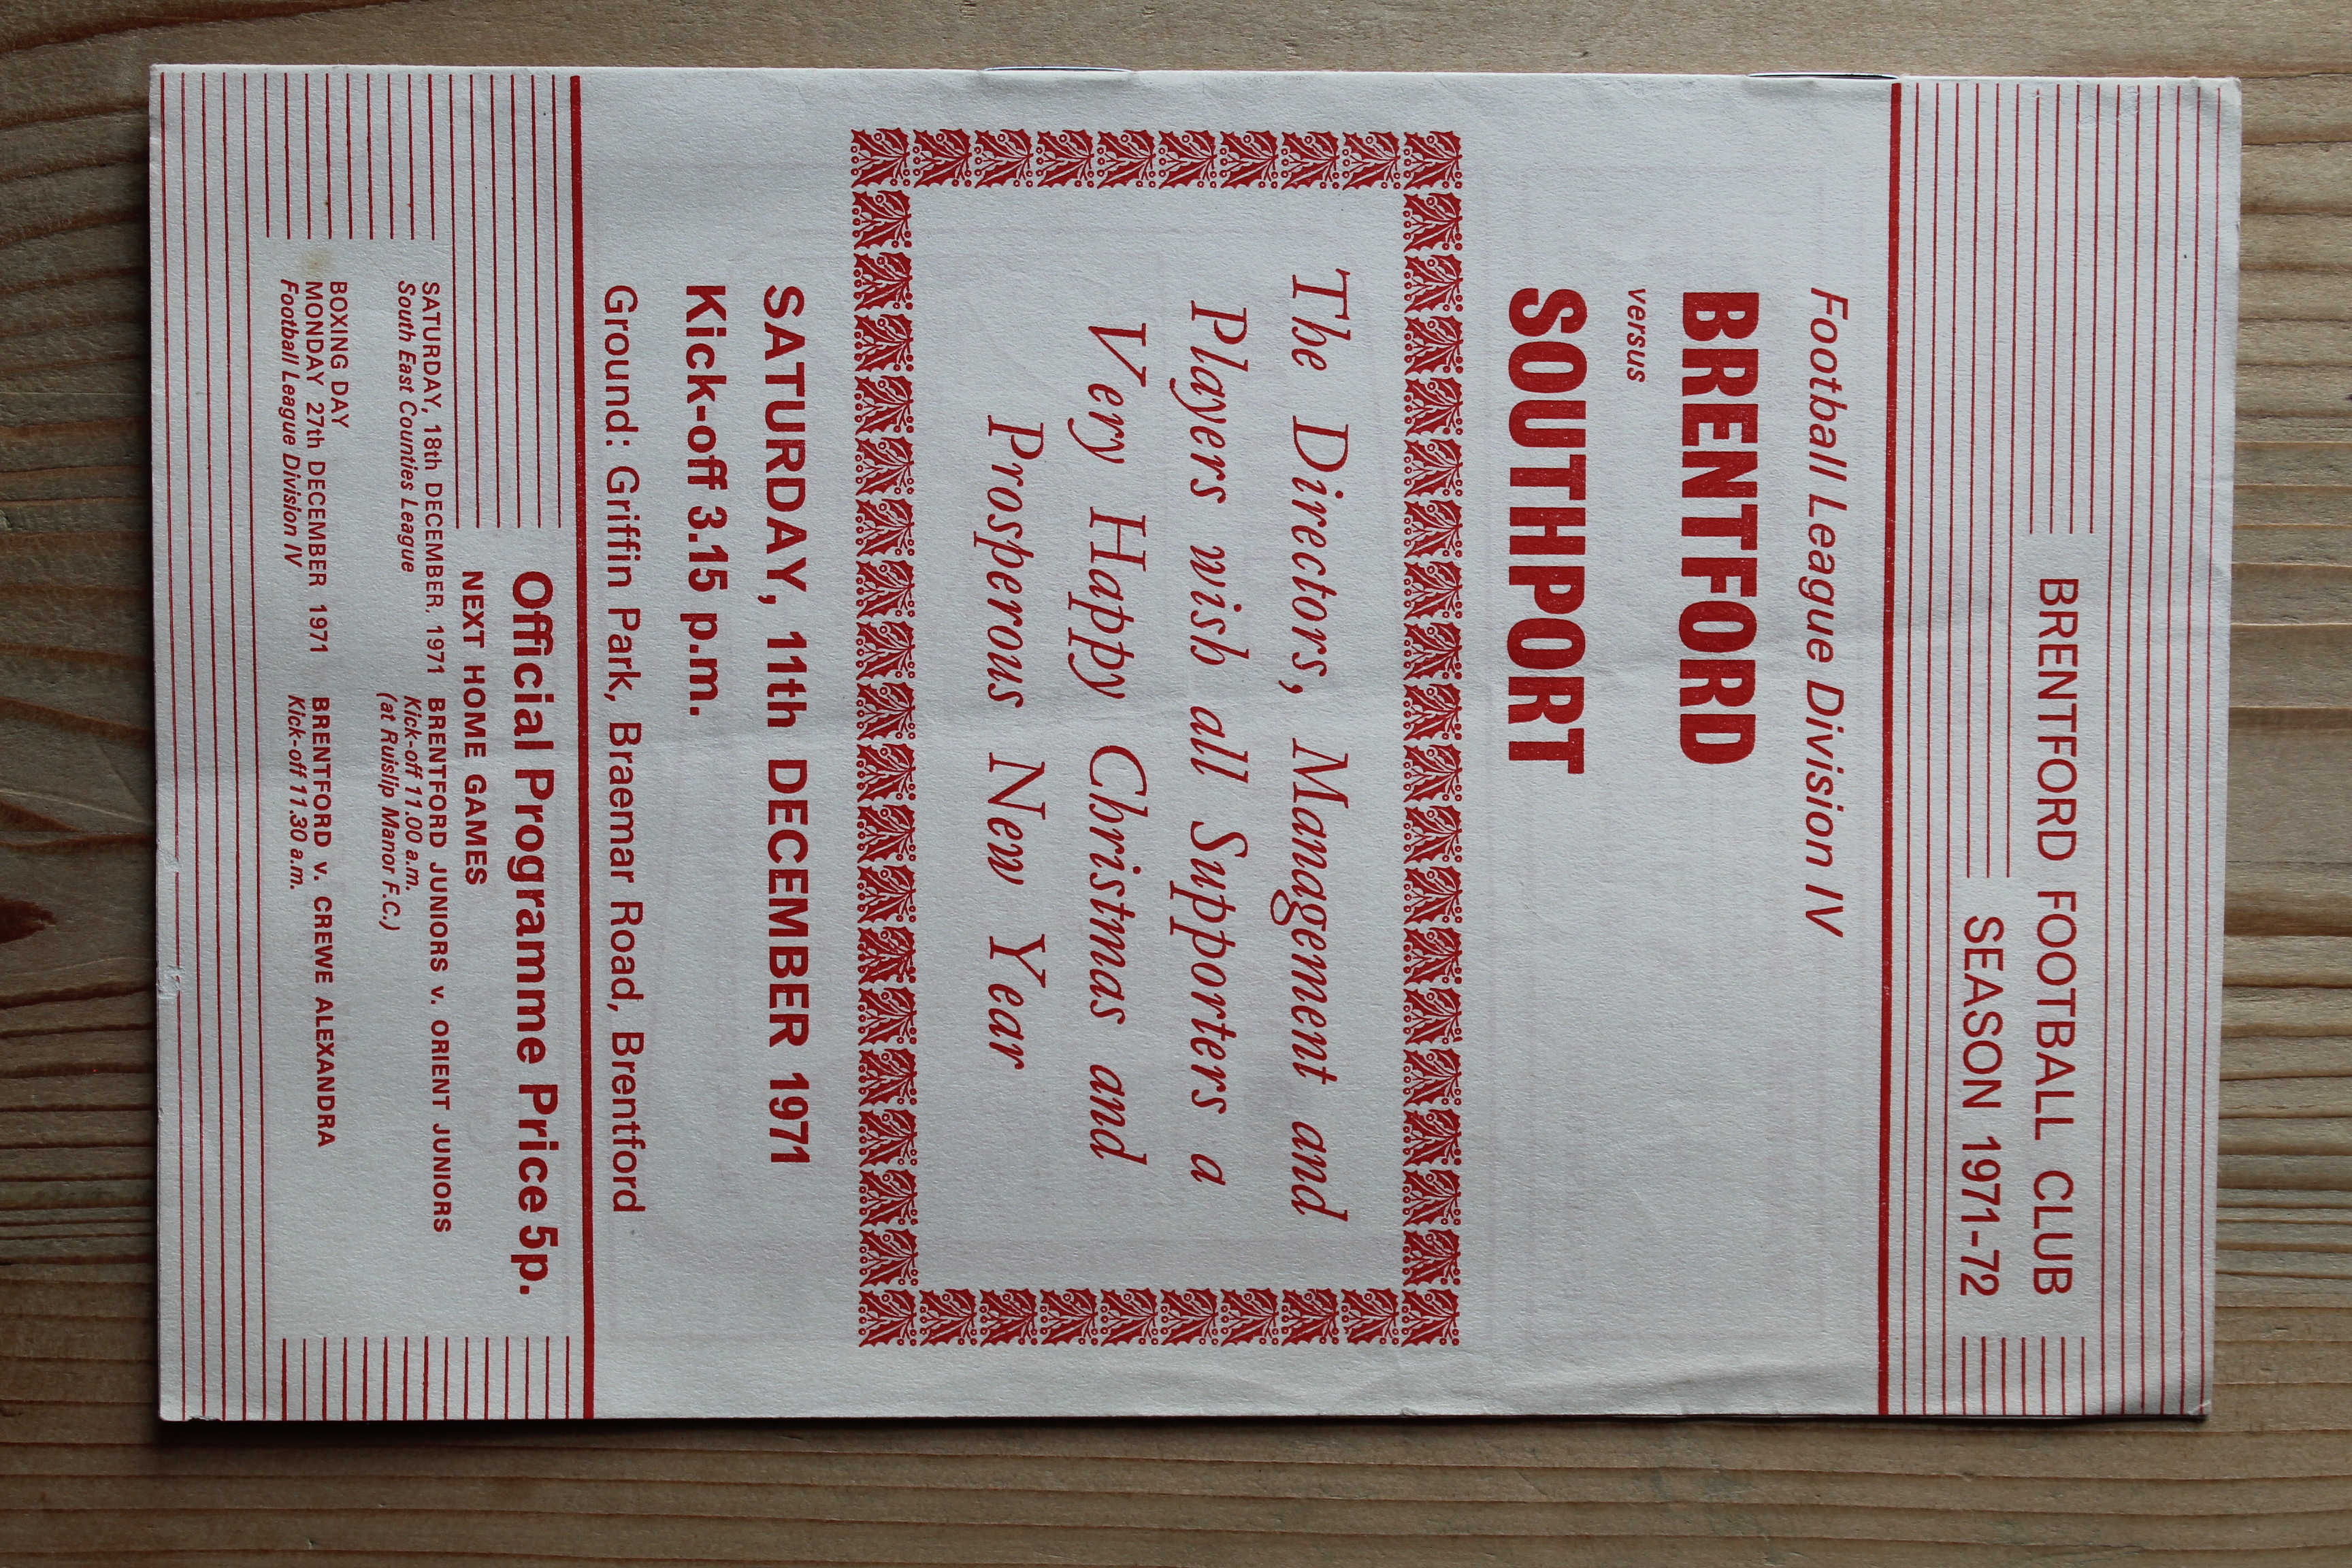 BRENTFORD FOOTBALL CLUB
SEASON 1971-72
Football League Division IV
BRENTFORD
versus
SOUTHPORT
The Directors, Management and
Players wish all Supporters a
Very Happy Christmas and
Prosperous New Year
SATURDAY, 11th DECEMBER 1971
Kick-off 3.15 p.m.
Ground: Griffin Park, Braemar Road, Brentford
Official Programme Price 5p.
NEXT HOME GAMES
SATURDAY, 18th DECEMBER, 1971 BRENTFORD JUNIORS v. ORIENT JUNIORS
South East Counties League Kick-off 11.00 a.m.
(at Ruislip Manor F.C.)
BOXING DAY
MONDAY 27th DECEMBER 1971 BRENTFORD v. CREWE ALEXANDRA
Football League Division IV Kick-off 11.30 a.m.